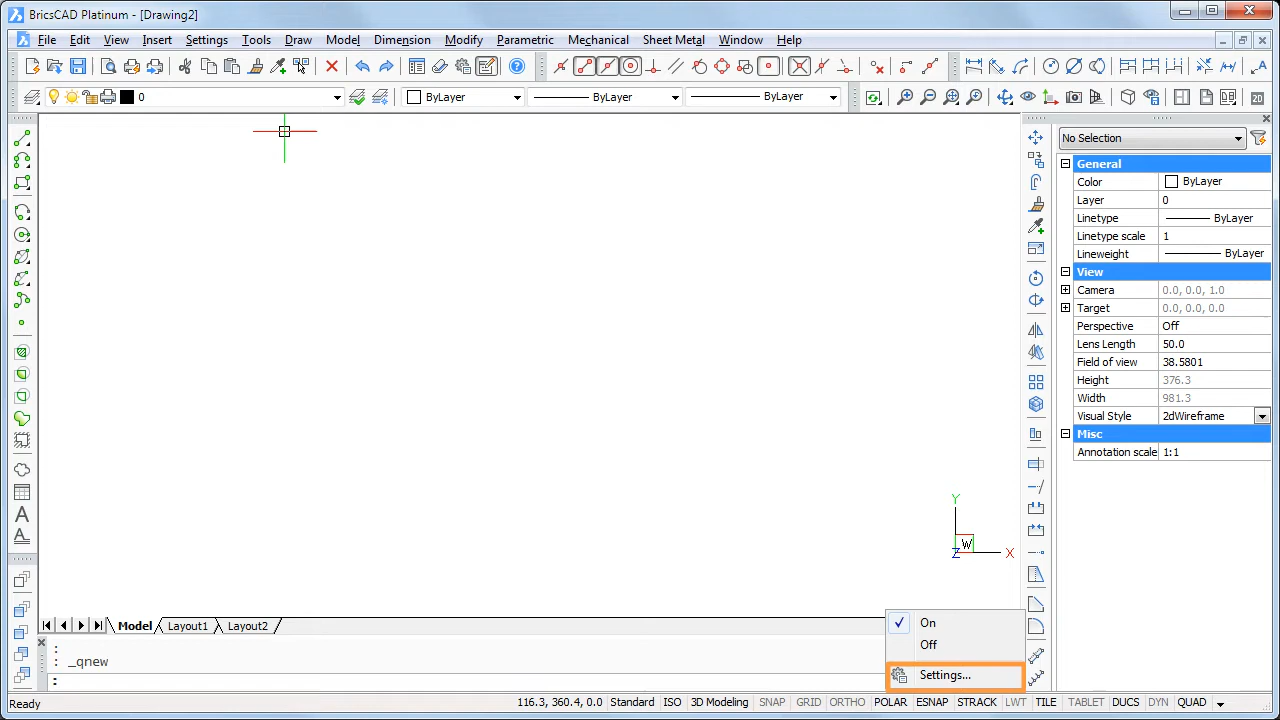 BricsCAD Platinum - [Drawing2]
File Edit View Insert Settings Tools Draw Model Dimension Modify Parametric Mechanical Sheet Metal Window Help
0 ByLayer ByLayer ByLayer 2D
No Selection
General
Color ByLayer
Layer 0
Linetype ByLayer
Linetype scale 1
Lineweight ByLayer
View
Camera 0.0, 0.0, 1.0
Target 0.0, 0.0, 0.0
Perspective Off
Lens Length 50.0
Field of view 38.5801
Height 376.3
Width 981.3
Visual Style 2dWireframe
Misc
Annotation scale 1:1
Y
W
Z X
Model Layout1 Layout2
On
Off
Settings...
:
: _qnew
:
Ready 116.3, 360.4, 0.0 Standard ISO 3D Modeling SNAP GRID ORTHO POLAR ESNAP STRACK LWT TILE TABLET DUCS DYN QUAD